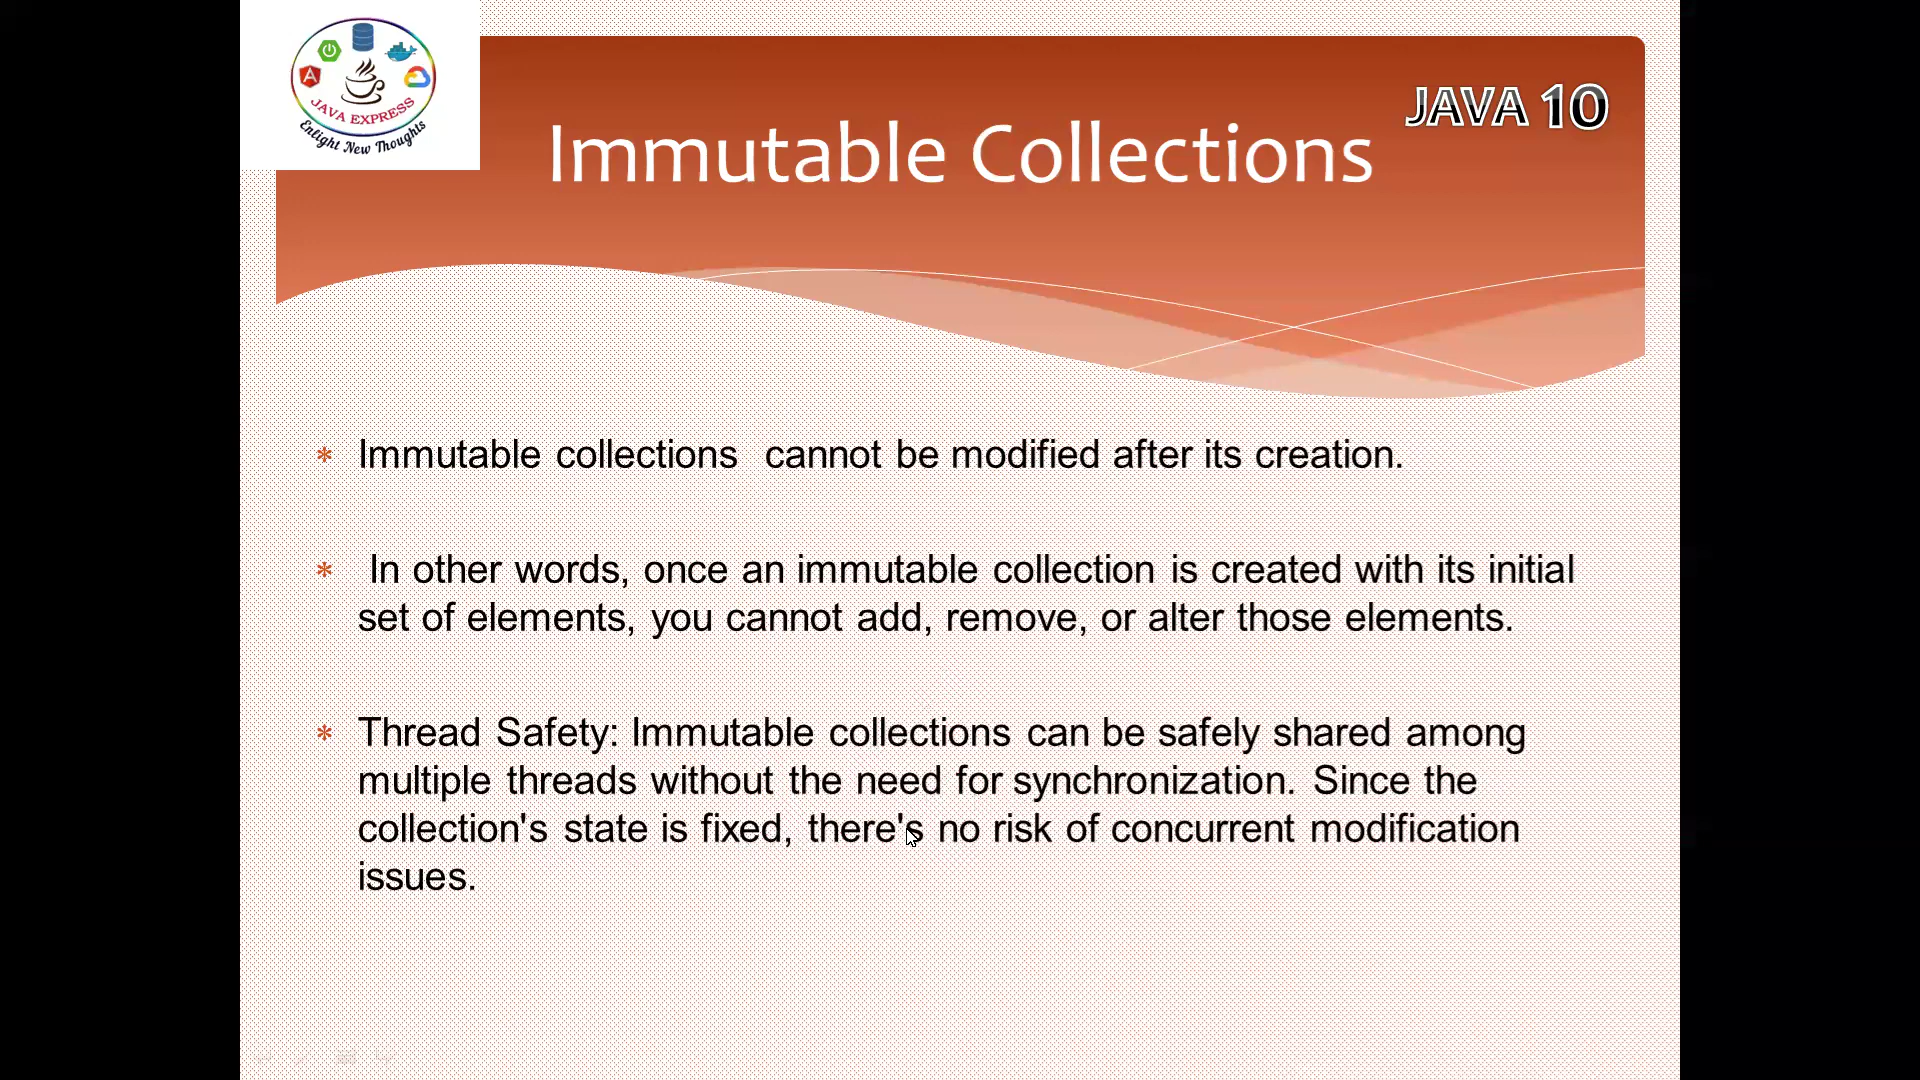 JAVA EXPRESS
Enlight New Thoughts
JAVA 10
Immutable Collections
* Immutable collections  cannot be modified after its creation.
* In other words, once an immutable collection is created with its initial
set of elements, you cannot add, remove, or alter those elements.
* Thread Safety: Immutable collections can be safely shared among
multiple threads without the need for synchronization. Since the
collection's state is fixed, there's no risk of concurrent modification
issues.